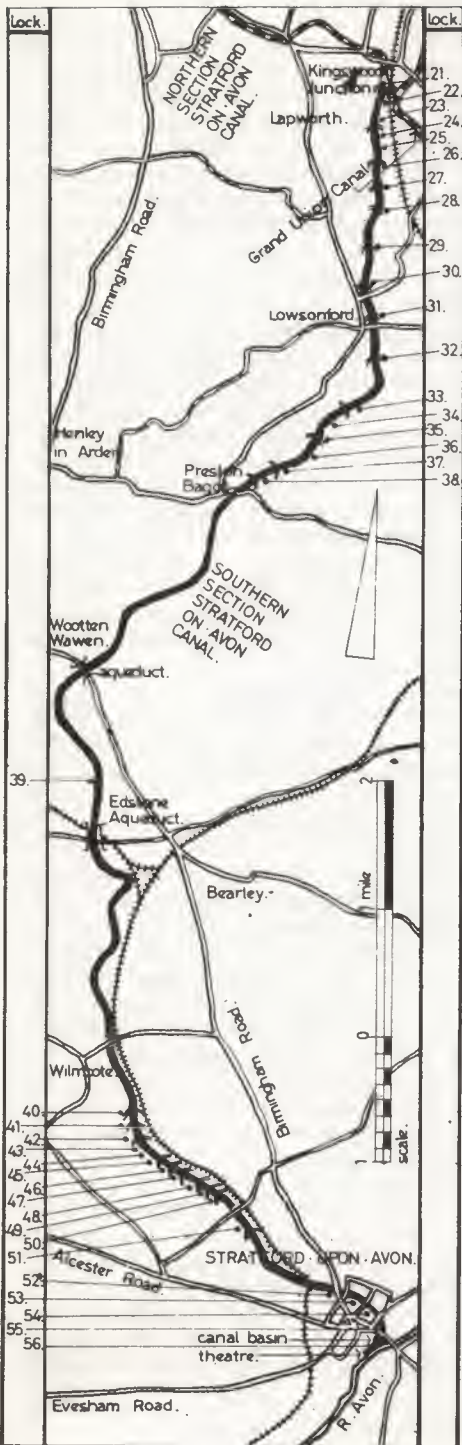 Lock.
Lock.
NORTHERN
SECTION
STRATFORD
ON AVON
CANAL.
Kingswood
Junction
Lapworth.
21.
22.
23.
24.
25.
26.
27.
28.
29.
30.
31.
32.
33.
34.
35.
36.
37.
38.
Birmingham Road.
Grand Union Canal
Lowsonford.
Henley
in Arden
Preston
Bagot
SOUTHERN
SECTION
STRATFORD
ON AVON
CANAL.
Wootten
Wawen.
aqueduct.
39.
Edstone
Aqueduct.
Bearley.
2
mile
0
1
scale.
Birmingham Road.
Wilmcote.
40.
41.
42.
43.
44.
45.
46.
47.
48.
49.
50.
51.
52.
53.
54.
55.
56.
STRATFORD UPON AVON.
Alcester Road.
canal basin
theatre.
R. Avon.
Evesham Road.